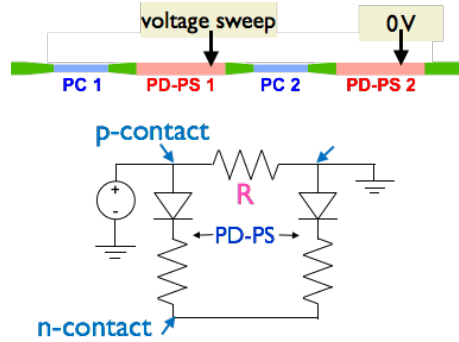 voltage sweep
0V
PC 1
PD-PS 1
PC 2
PD-PS 2
p-contact
R
+
-
PD-PS
n-contact